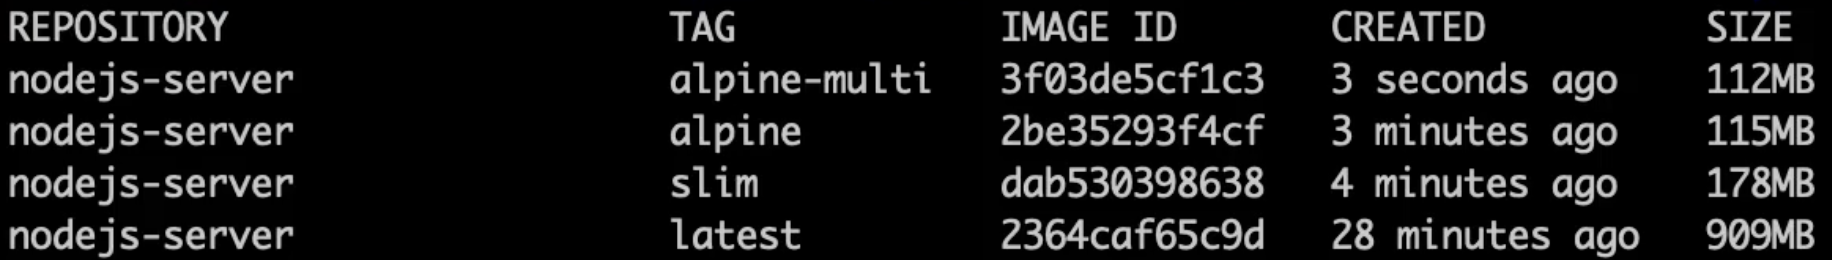 REPOSITORY TAG IMAGE ID CREATED SIZE
nodejs-server alpine-multi 3f03de5cf1c3 3 seconds ago 112MB
nodejs-server alpine 2be35293f4cf 3 minutes ago 115MB
nodejs-server slim dab530398638 4 minutes ago 178MB
nodejs-server latest 2364caf65c9d 28 minutes ago 909MB